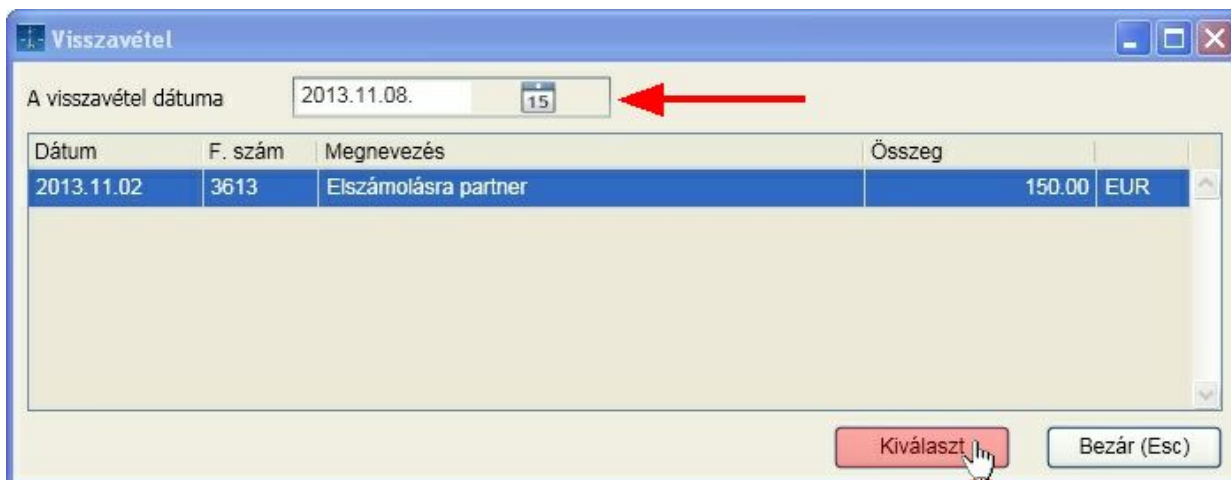 Visszavétel
A visszavétel dátuma 2013.11.08. 15
Dátum F. szám Megnevezés Összeg
2013.11.02 3613 Elszámolásra partner 150.00 EUR
Kiválaszt Bezár (Esc)